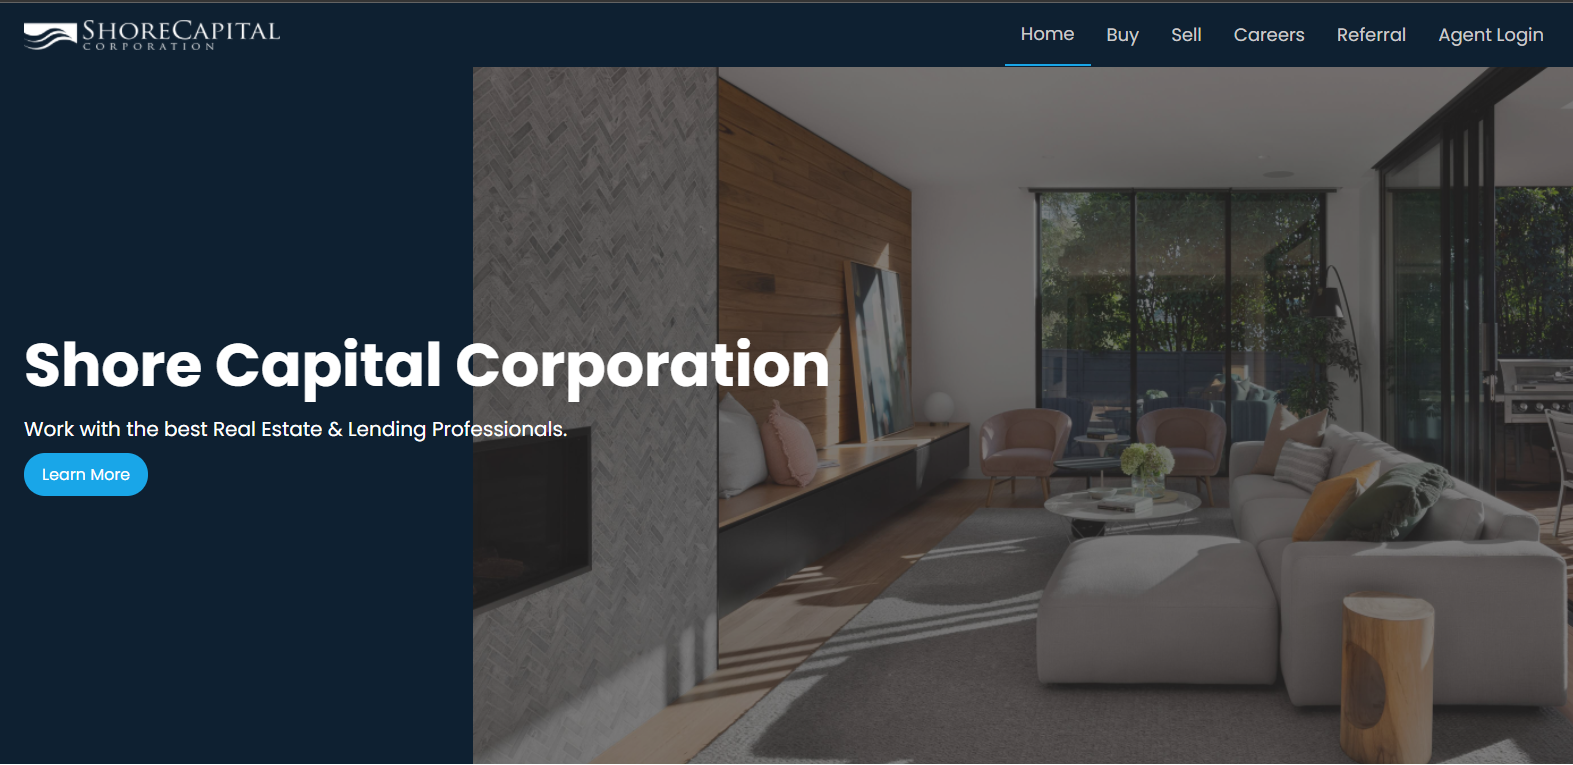 SHORECAPITAL
CORPORATION
Home Buy Sell Careers Referral Agent Login
Shore Capital Corporation
Work with the best Real Estate & Lending Professionals.
Learn More